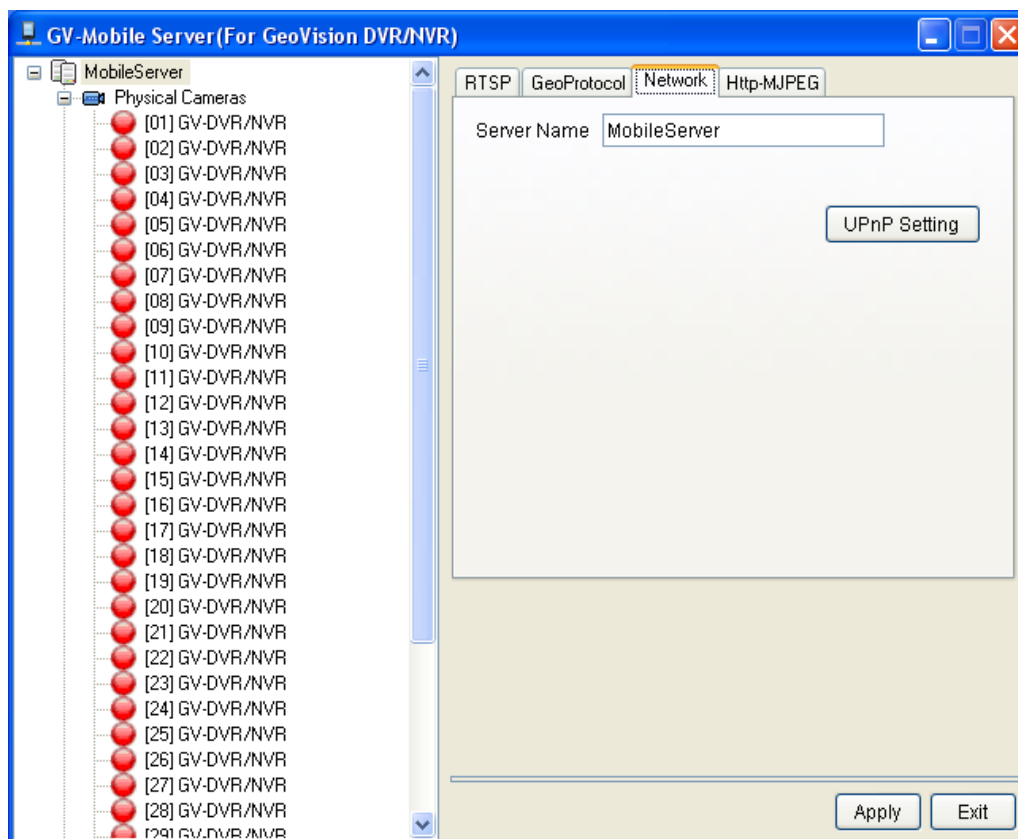 GV-Mobile Server(For GeoVision DVR/NVR)
MobileServer
Physical Cameras
[01] GV-DVR/NVR
[02] GV-DVR/NVR
[03] GV-DVR/NVR
[04] GV-DVR/NVR
[05] GV-DVR/NVR
[06] GV-DVR/NVR
[07] GV-DVR/NVR
[08] GV-DVR/NVR
[09] GV-DVR/NVR
[10] GV-DVR/NVR
[11] GV-DVR/NVR
[12] GV-DVR/NVR
[13] GV-DVR/NVR
[14] GV-DVR/NVR
[15] GV-DVR/NVR
[16] GV-DVR/NVR
[17] GV-DVR/NVR
[18] GV-DVR/NVR
[19] GV-DVR/NVR
[20] GV-DVR/NVR
[21] GV-DVR/NVR
[22] GV-DVR/NVR
[23] GV-DVR/NVR
[24] GV-DVR/NVR
[25] GV-DVR/NVR
[26] GV-DVR/NVR
[27] GV-DVR/NVR
[28] GV-DVR/NVR
[29] GV-DVR/NVR
RTSP GeoProtocol Network Http-MJPEG
Server Name MobileServer
UPnP Setting
Apply Exit